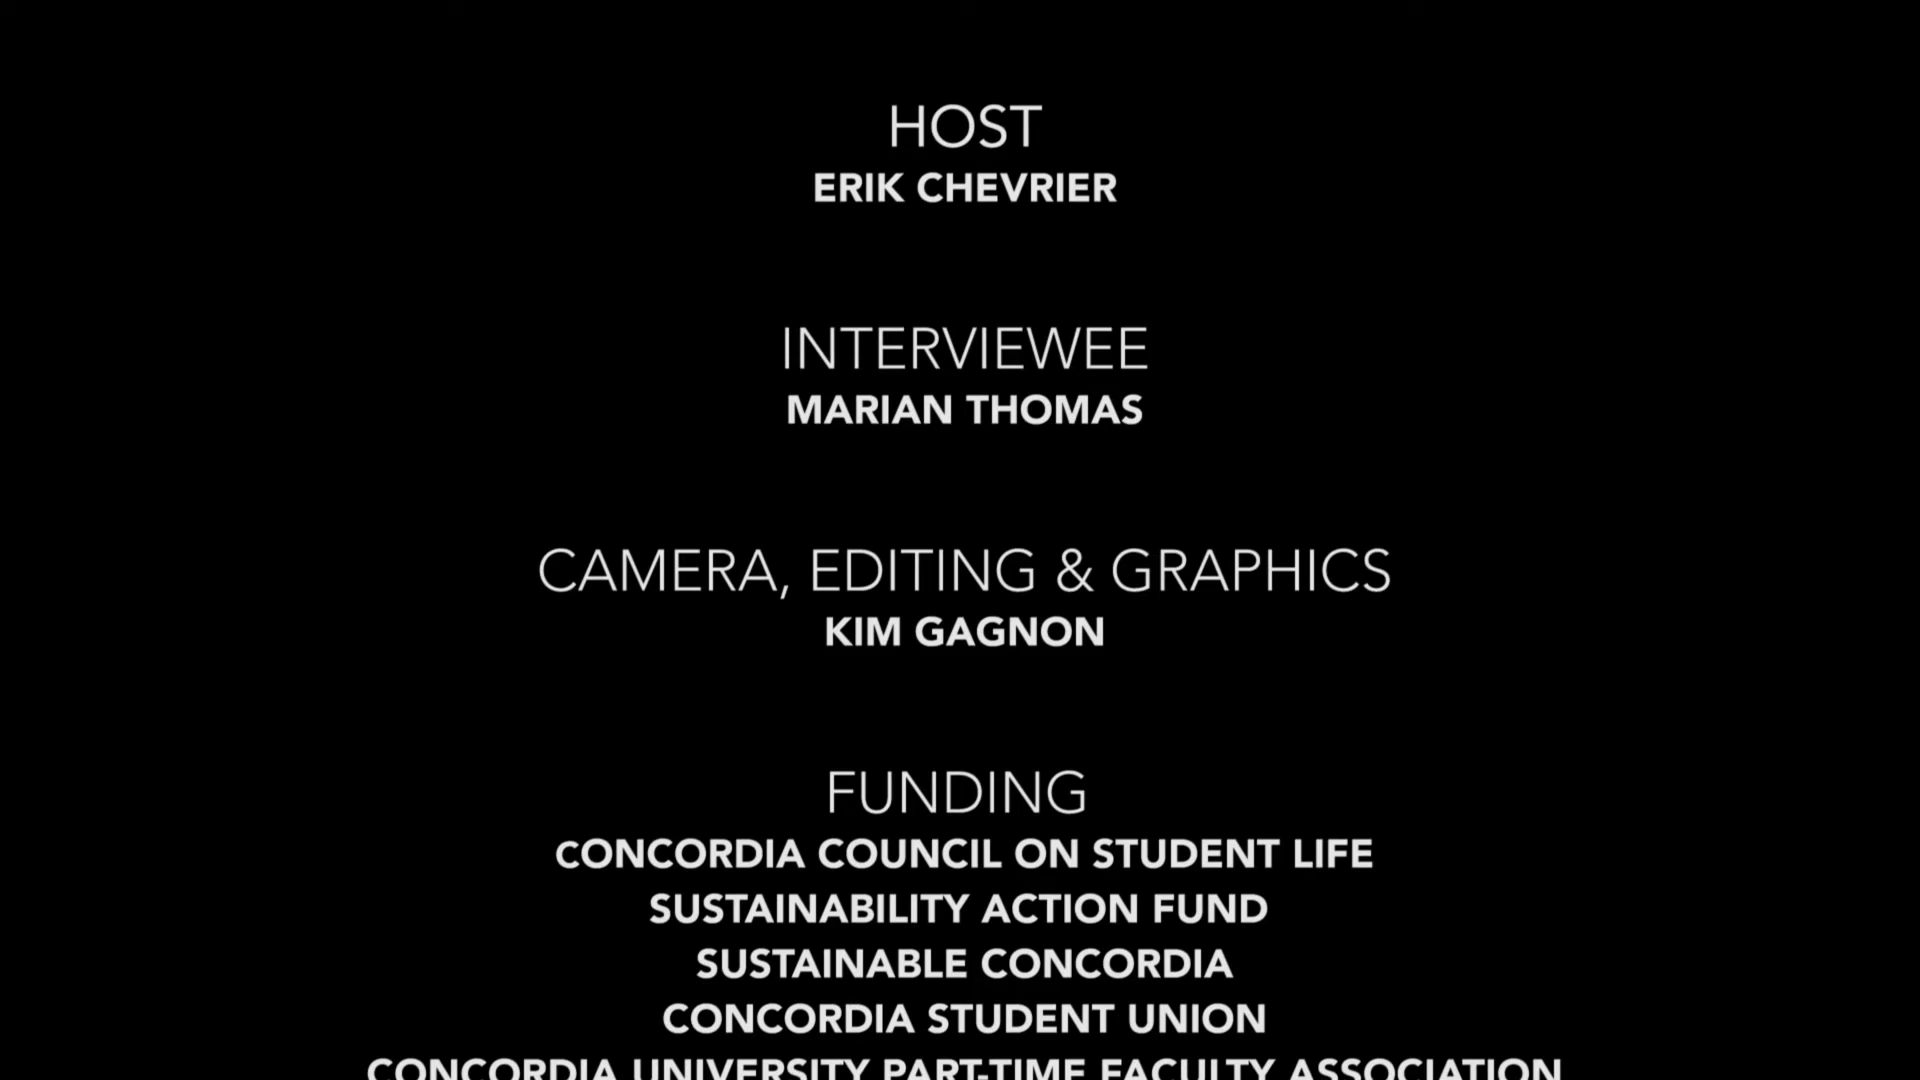 HOST
ERIK CHEVRIER
INTERVIEWEE
MARIAN THOMAS
CAMERA, EDITING & GRAPHICS
KIM GAGNON
FUNDING
CONCORDIA COUNCIL ON STUDENT LIFE
SUSTAINABILITY ACTION FUND
SUSTAINABLE CONCORDIA
CONCORDIA STUDENT UNION
CONCORDIA UNIVERSITY PART-TIME FACULTY ASSOCIATION